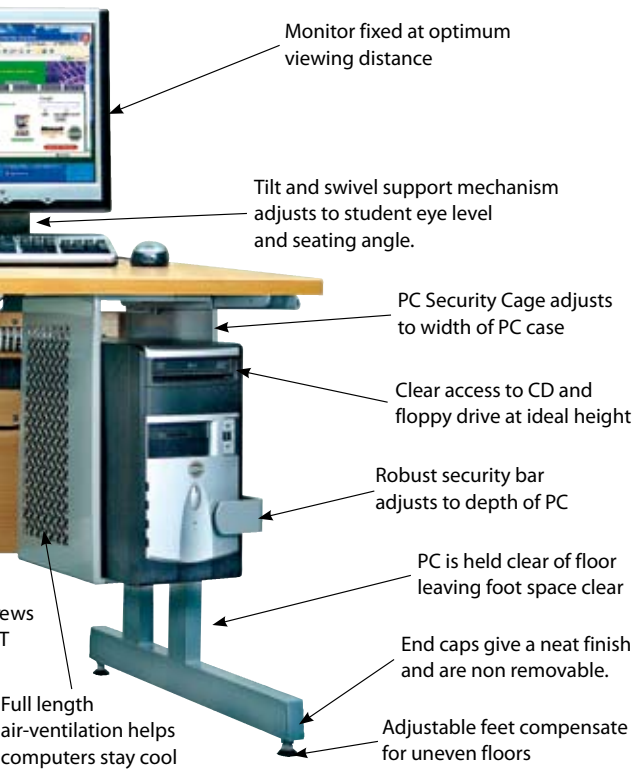 Monitor fixed at optimum
viewing distance
Tilt and swivel support mechanism
adjusts to student eye level
and seating angle.
PC Security Cage adjusts
to width of PC case
Clear access to CD and
floppy drive at ideal height
Robust security bar
adjusts to depth of PC
PC is held clear of floor
leaving foot space clear
End caps give a neat finish
and are non removable.
Adjustable feet compensate
for uneven floors
ews
T
Full length
air-ventilation helps
computers stay cool